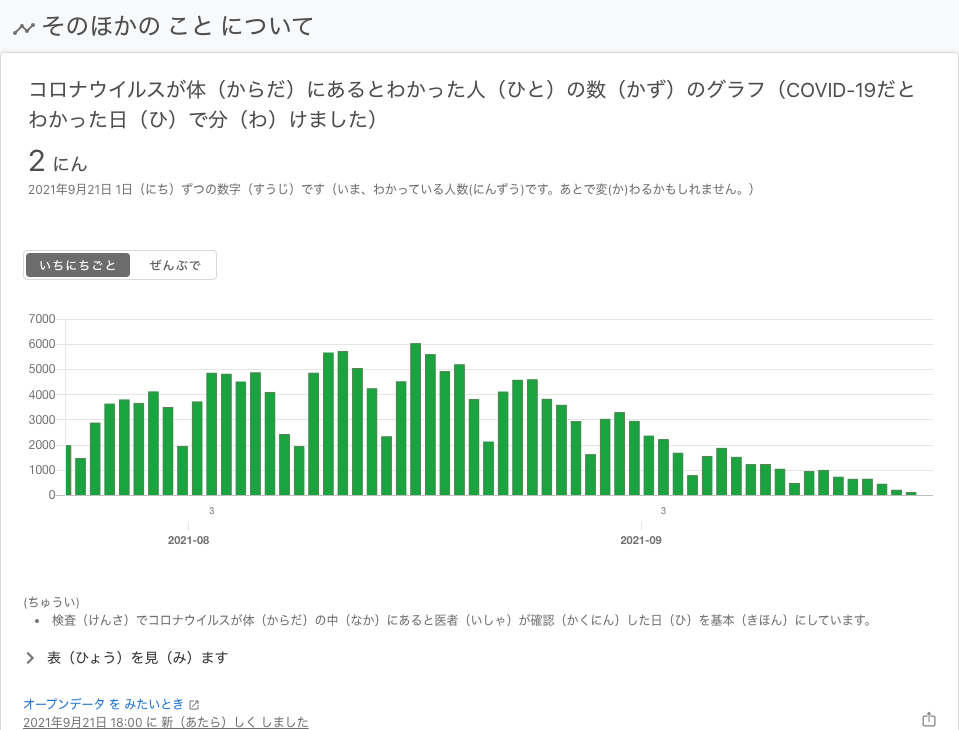 そのほかの こと について
コロナウイルスが体（からだ）にあるとわかった人（ひと）の数（かず）のグラフ（COVID-19だと
わかった日（ひ）で分（わ）けました）
2 にん
2021年9月21日 1日（にち）ずつの数字（すうじ）です（いま、わかっている人数(にんずう)です。あとで変(か)わるかもしれません。）
いちにちごと ぜんぶで
7000
6000
5000
4000
3000
2000
1000
0
3 3
2021-08 2021-09
(ちゅうい)
• 検査（けんさ）でコロナウイルスが体（からだ）の中（なか）にあると医者（いしゃ）が確認（かくにん）した日（ひ）を基本（きほん）にしています。
表（ひょう）を見（み）ます
オープンデータ を みたいとき
2021年9月21日 18:00 に 新（あたら）しく しました